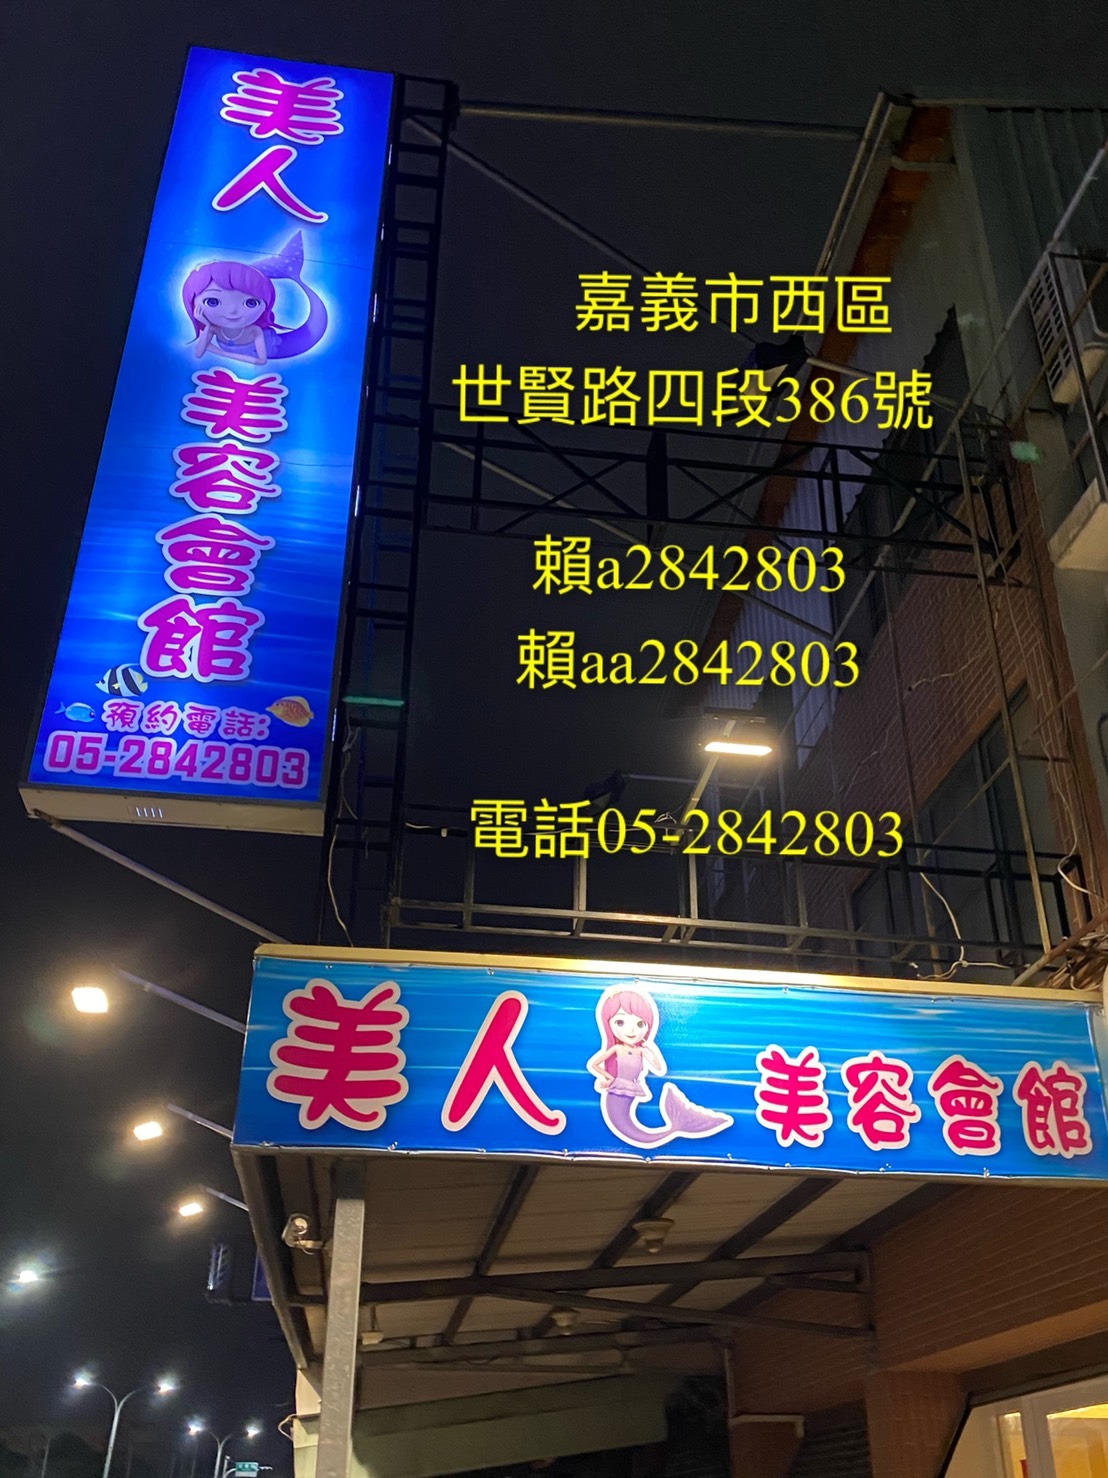 美人
美容會館
預約電話:
05-2842803
嘉義市西區
世賢路四段386號
賴a2842803
賴aa2842803
電話05-2842803
美人 美容會館